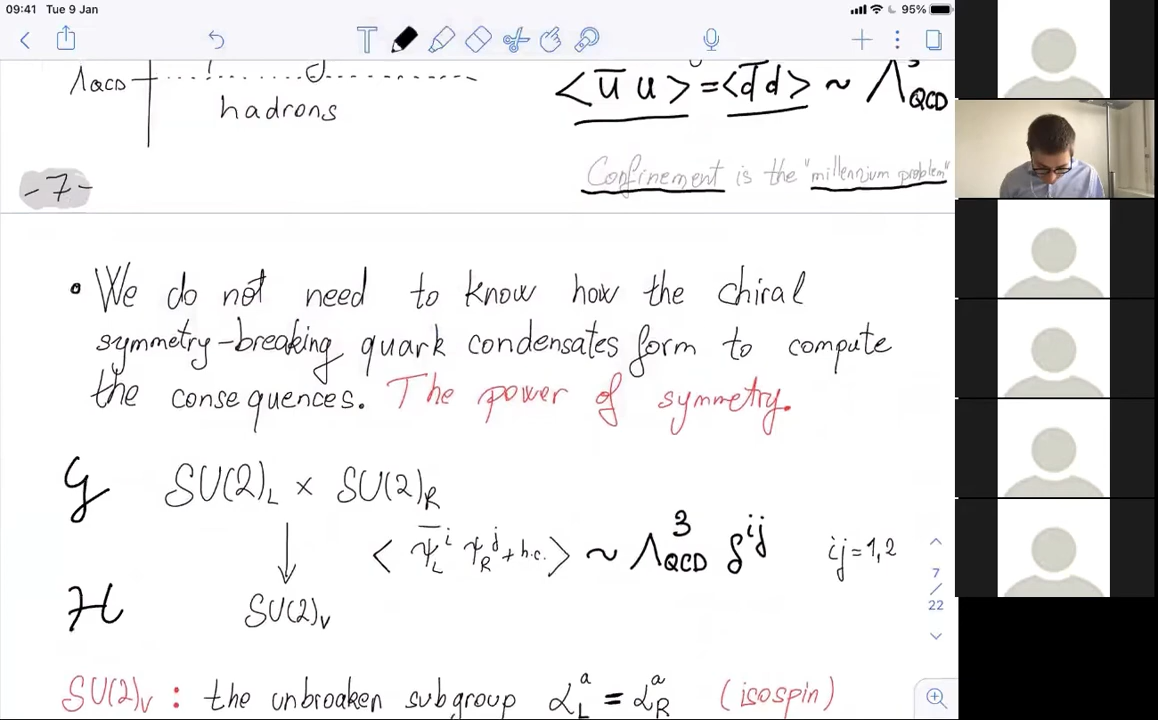 09:41 Tue 9 Jan 95%
Λ_QCD
hadrons
<ū u> = <d̄ d> ~ Λ³_QCD
-7-
Confinement is the "millennium problem"
• We do not need to know how the chiral
symmetry-breaking quark condensates form to compute
the consequences. The power of symmetry.
G SU(2)_L × SU(2)_R
< ψ̄_L^i ψ_R^j + h.c. > ~ Λ³_QCD δ^ij ij=1,2
H SU(2)_V
7
/
22
SU(2)_V : the unbroaken subgroup α_L^a = α_R^a (isospin)